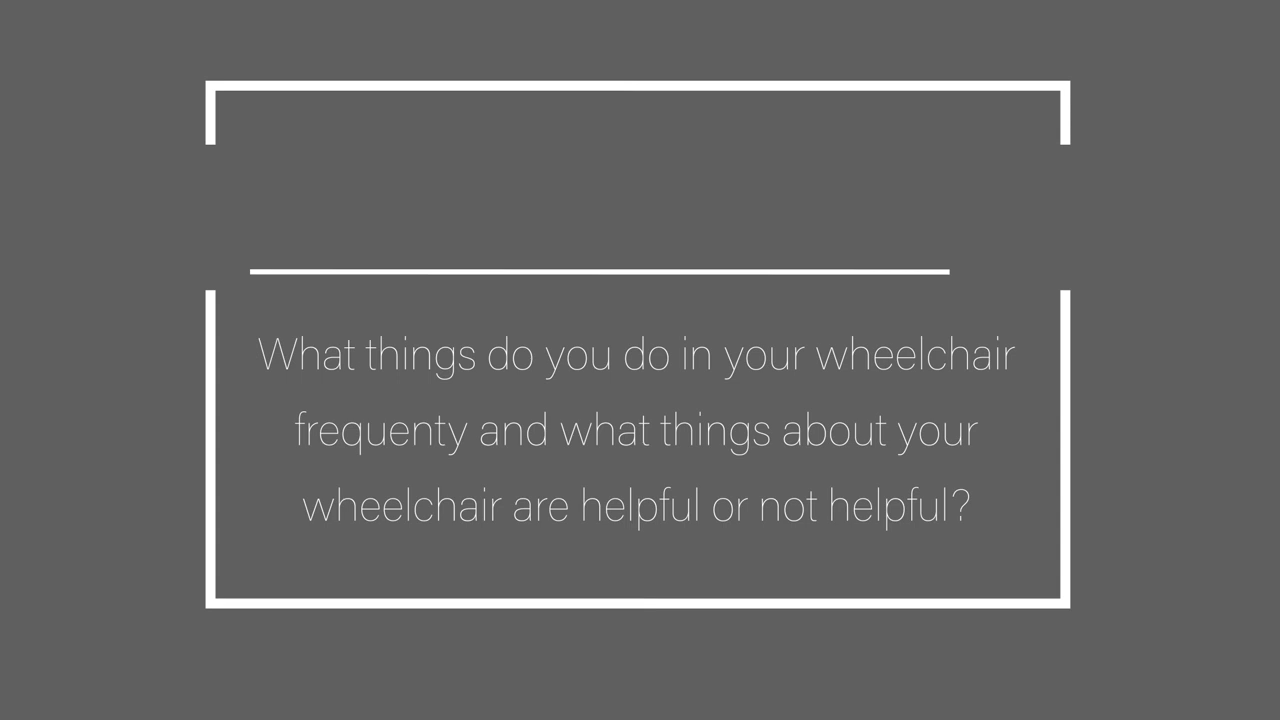 What things do you do in your wheelchair
frequenty and what things about your
wheelchair are helpful or not helpful?